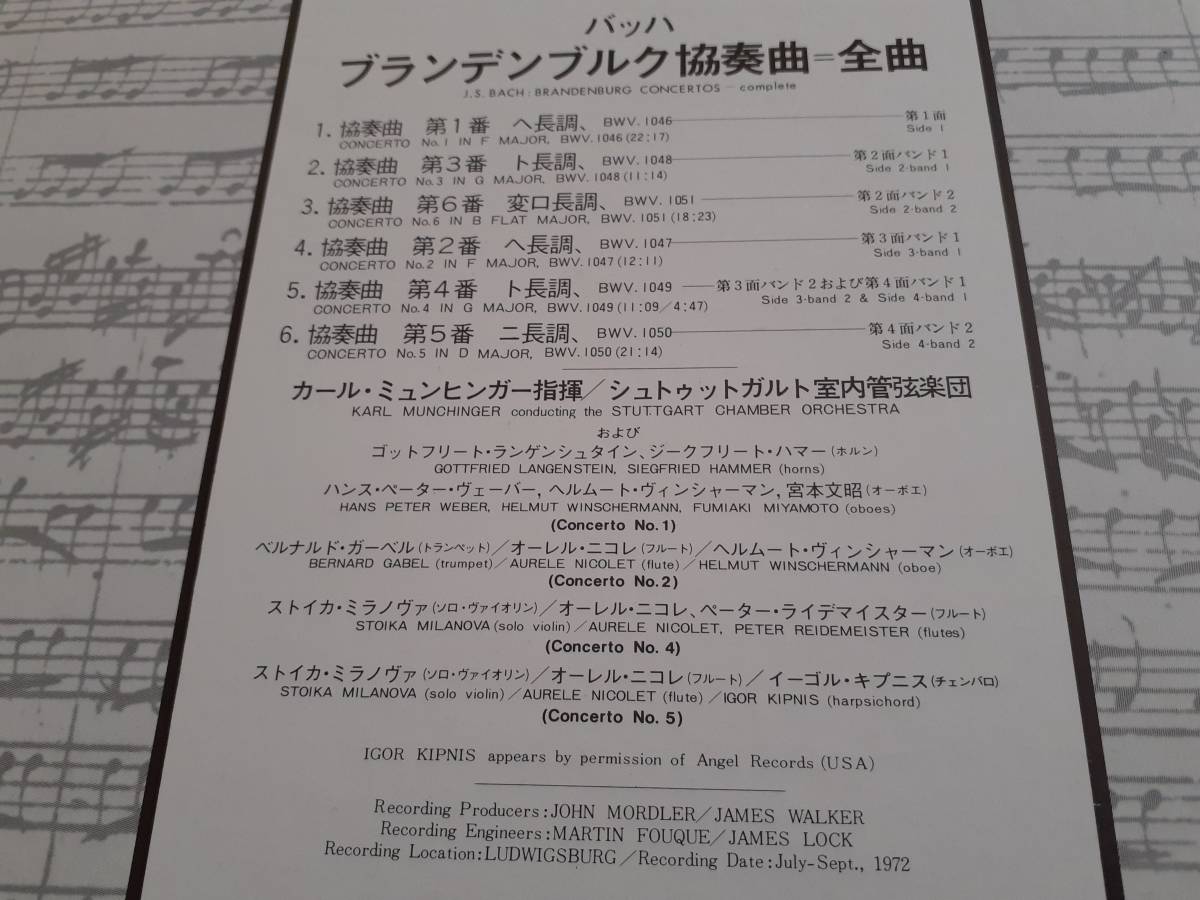 バッハ
ブランデンブルク協奏曲=全曲
J.S. BACH: BRANDENBURG CONCERTOS — complete
1. 協奏曲 第1番 ヘ長調、 BWV. 1046 第1面
CONCERTO No. 1 IN F MAJOR, BWV. 1046 (22:17) Side 1
2. 協奏曲 第3番 ト長調、 BWV. 1048 第2面バンド1
CONCERTO No. 3 IN G MAJOR, BWV. 1048 (11:14) Side 2-band 1
3. 協奏曲 第6番 変ロ長調、 BWV. 1051 第2面バンド2
CONCERTO No. 6 IN B FLAT MAJOR, BWV. 1051 (18:23) Side 2-band 2
4. 協奏曲 第2番 ヘ長調、 BWV. 1047 第3面バンド1
CONCERTO No. 2 IN F MAJOR, BWV. 1047 (12:11) Side 3-band 1
5. 協奏曲 第4番 ト長調、 BWV. 1049 第3面バンド2および第4面バンド1
CONCERTO No. 4 IN G MAJOR, BWV. 1049 (11:09/4:47) Side 3-band 2 & Side 4-band 1
6. 協奏曲 第5番 ニ長調、 BWV. 1050 第4面バンド2
CONCERTO No. 5 IN D MAJOR, BWV. 1050 (21:14) Side 4-band 2
カール・ミュンヒンガー指揮/シュトゥットガルト室内管弦楽団
KARL MUNCHINGER conducting the STUTTGART CHAMBER ORCHESTRA
および
ゴットフリート・ランゲンシュタイン、ジークフリート・ハマー(ホルン)
GOTTFRIED LANGENSTEIN, SIEGFRIED HAMMER (horns)
ハンス・ペーター・ヴェーバー, ヘルムート・ヴィンシャーマン, 宮本文昭(オーボエ)
HANS PETER WEBER, HELMUT WINSCHERMANN, FUMIAKI MIYAMOTO (oboes)
(Concerto No. 1)
ベルナルド・ガーベル(トランペット)/オーレル・ニコレ(フルート)/ヘルムート・ヴィンシャーマン(オーボエ)
BERNARD GABEL (trumpet)/AURELE NICOLET (flute)/HELMUT WINSCHERMANN (oboe)
(Concerto No. 2)
ストイカ・ミラノヴァ(ソロ・ヴァイオリン)/オーレル・ニコレ、ペーター・ライデマイスター(フルート)
STOIKA MILANOVA (solo violin)/AURELE NICOLET, PETER REIDEMEISTER (flutes)
(Concerto No. 4)
ストイカ・ミラノヴァ(ソロ・ヴァイオリン)/オーレル・ニコレ(フルート)/イーゴル・キプニス(チェンバロ)
STOIKA MILANOVA (solo violin)/AURELE NICOLET (flute)/IGOR KIPNIS (harpsichord)
(Concerto No. 5)
IGOR KIPNIS appears by permission of Angel Records (USA)
Recording Producers: JOHN MORDLER/JAMES WALKER
Recording Engineers: MARTIN FOUQUE/JAMES LOCK
Recording Location: LUDWIGSBURG/Recording Date: July-Sept., 1972